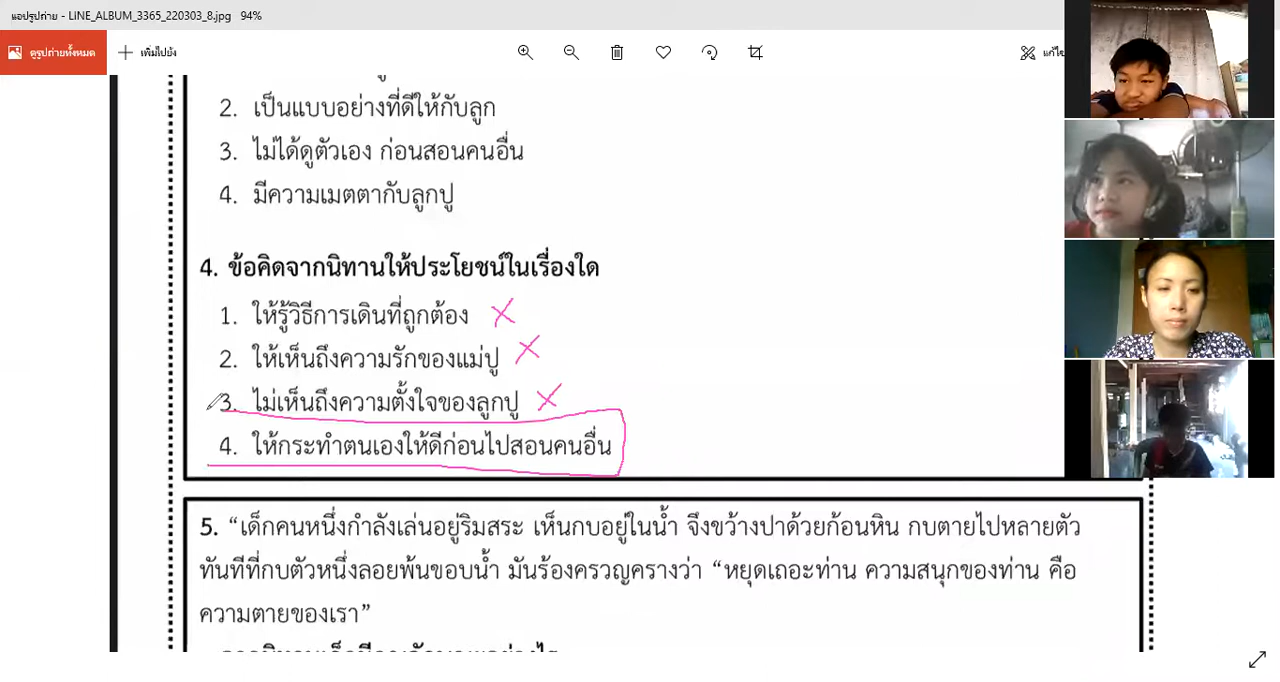 แอปรูปถ่าย - LINE_ALBUM_3365_220303_8.jpg 94%
ดูรูปถ่ายทั้งหมด
เพิ่มไปยัง
แก้ไข
2. เป็นแบบอย่างที่ดีให้กับลูก
3. ไม่ได้ดูตัวเอง ก่อนสอนคนอื่น
4. มีความเมตตากับลูกปู
4. ข้อคิดจากนิทานให้ประโยชน์ในเรื่องใด
1. ให้รู้วิธีการเดินที่ถูกต้อง
2. ให้เห็นถึงความรักของแม่ปู
3. ไม่เห็นถึงความตั้งใจของลูกปู
4. ให้กระทำตนเองให้ดีก่อนไปสอนคนอื่น
5. “เด็กคนหนึ่งกำลังเล่นอยู่ริมสระ เห็นกบอยู่ในน้ำ จึงขว้างปาด้วยก้อนหิน กบตายไปหลายตัว
ทันทีที่กบตัวหนึ่งลอยพ้นขอบน้ำ มันร้องครวญครางว่า “หยุดเถอะท่าน ความสนุกของท่าน คือ
ความตายของเรา”